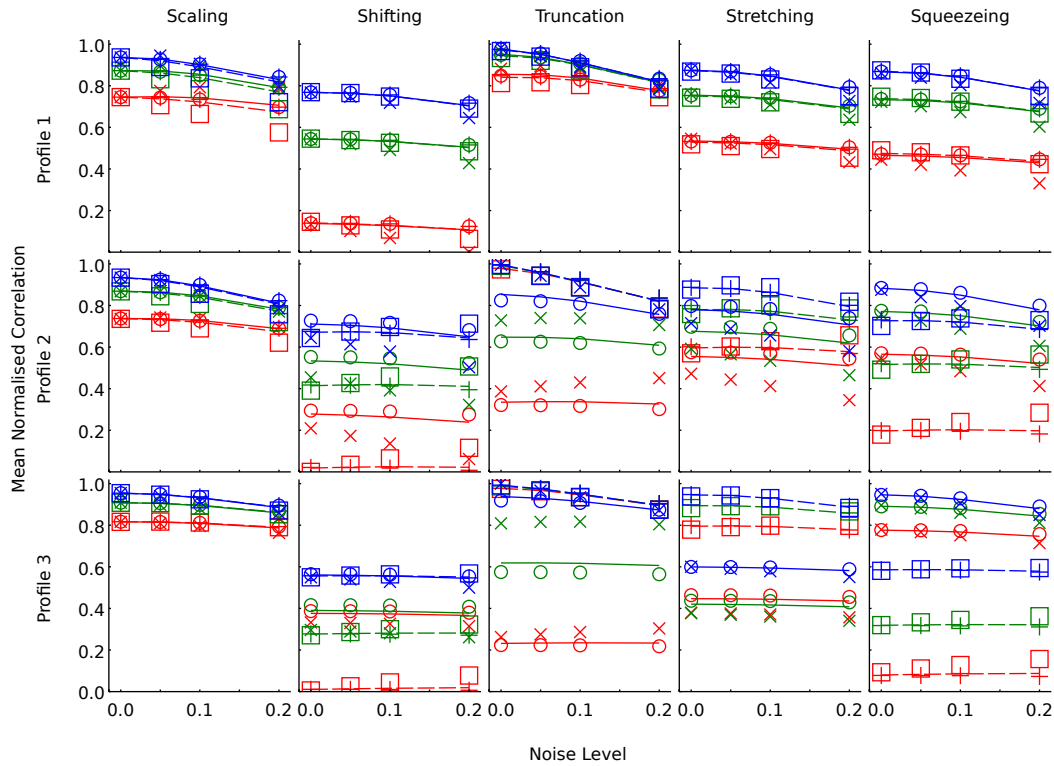 Scaling Shifting Truncation Stretching Squeezeing
Profile 1
1.0
0.8
0.6
0.4
0.2
Mean Normalised Correlation
Profile 2
1.0
0.8
0.6
0.4
0.2
Profile 3
1.0
0.8
0.6
0.4
0.2
0.0
0.0 0.1 0.2 0.0 0.1 0.2 0.0 0.1 0.2 0.0 0.1 0.2 0.0 0.1 0.2
Noise Level